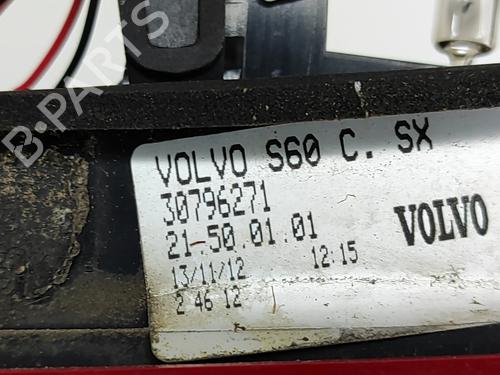 B-PARTS
VOLVO S60 C. SX
30796271
21.50.01.01
VOLVO
13/11/12 12:15
2 46 12